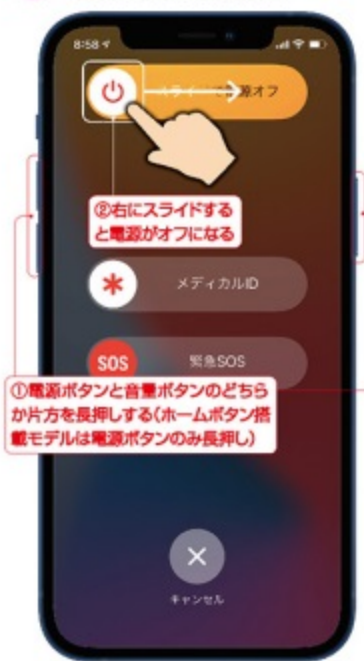 8:58
スライドで電源オフ
②右にスライドする
と電源がオフになる
メディカルID
SOS
緊急SOS
①電源ボタンと音量ボタンのどちら
か片方を長押しする(ホームボタン搭
載モデルは電源ボタンのみ長押し)
キャンセル